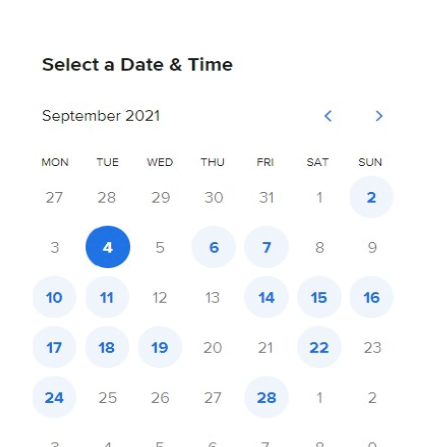 Select a Date & Time
September 2021
MON TUE WED THU FRI SAT SUN
27 28 29 30 31 1 2
3 4 5 6 7 8 9
10 11 12 13 14 15 16
17 18 19 20 21 22 23
24 25 26 27 28 1 2